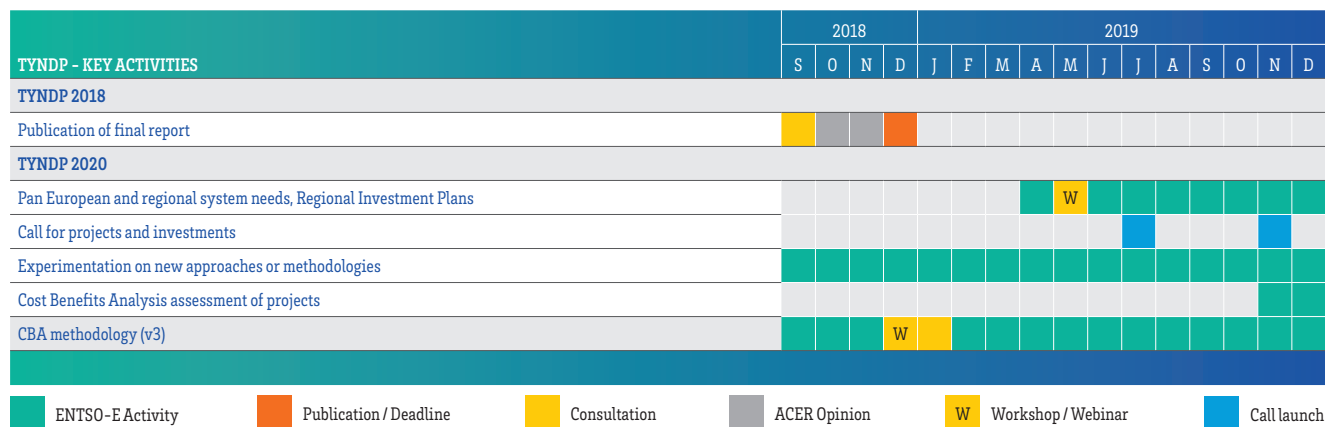 2018 2019
TYNDP – KEY ACTIVITIES S O N D J F M A M J J A S O N D
TYNDP 2018
Publication of final report
TYNDP 2020
Pan European and regional system needs, Regional Investment Plans W
Call for projects and investments
Experimentation on new approaches or methodologies
Cost Benefits Analysis assessment of projects
CBA methodology (v3) W
ENTSO-E Activity Publication / Deadline Consultation ACER Opinion W Workshop / Webinar Call launch